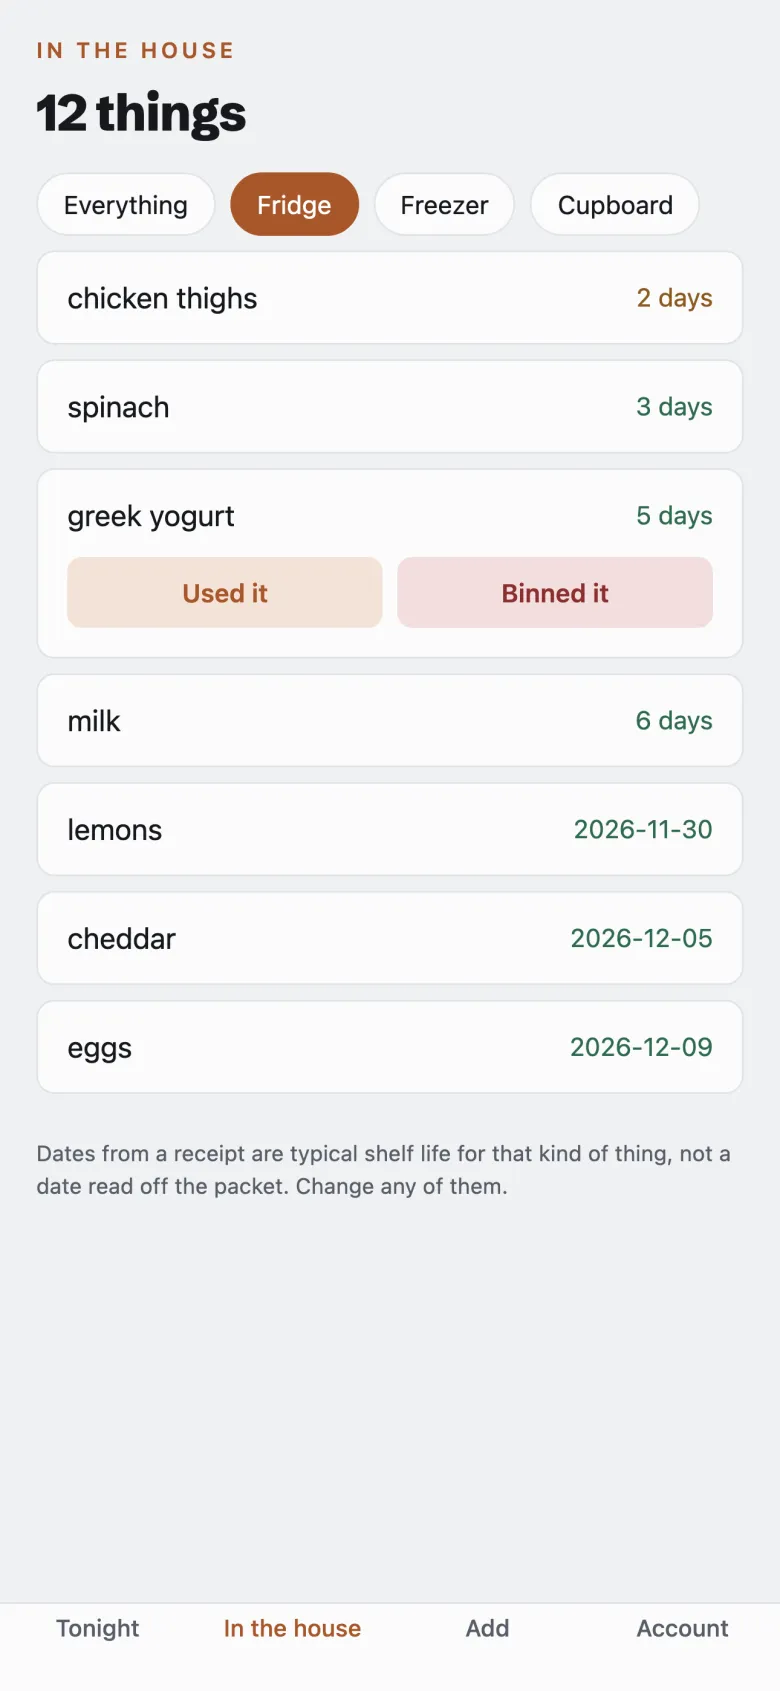 IN THE HOUSE
12 things
Everything
Fridge
Freezer
Cupboard
chicken thighs
2 days
spinach
3 days
greek yogurt
5 days
Used it
Binned it
milk
6 days
lemons
2026-11-30
cheddar
2026-12-05
eggs
2026-12-09
Dates from a receipt are typical shelf life for that kind of thing, not a
date read off the packet. Change any of them.
Tonight
In the house
Add
Account